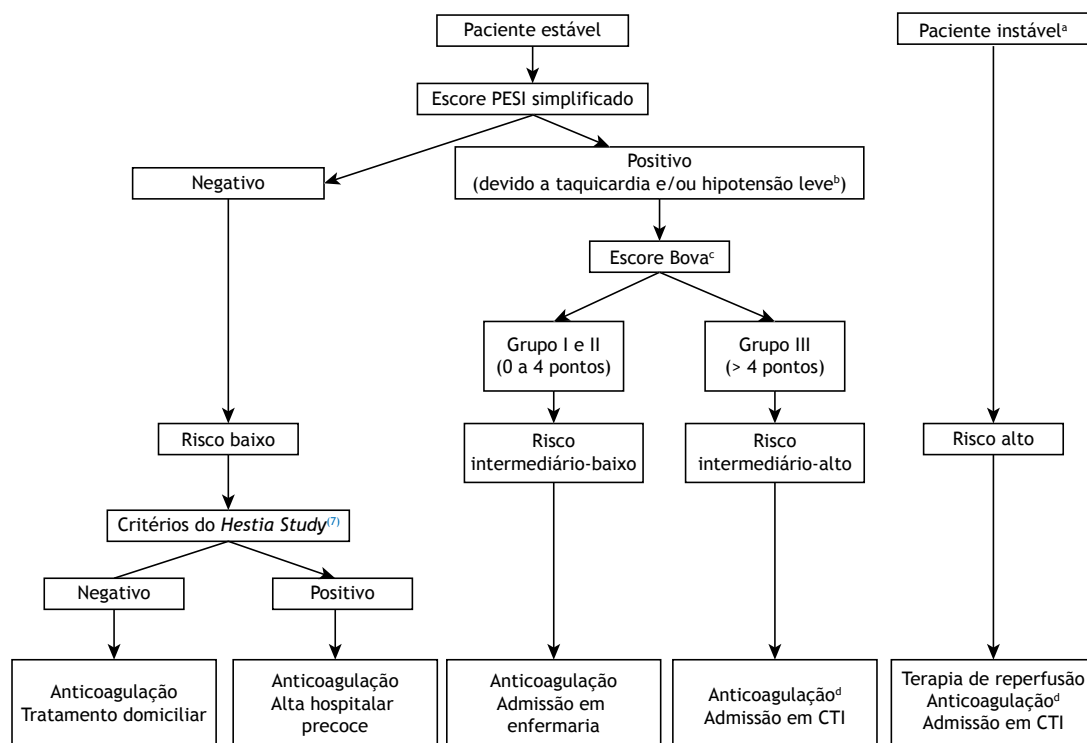 Paciente estável
Paciente instávelᵃ
Escore PESI simplificado
Negativo
Positivo
(devido a taquicardia e/ou hipotensão leveᵇ)
Escore Bovaᶜ
Grupo I e II
(0 a 4 pontos)
Grupo III
(> 4 pontos)
Risco baixo
Risco
intermediário-baixo
Risco
intermediário-alto
Risco alto
Critérios do Hestia Study⁽⁷⁾
Negativo
Positivo
Anticoagulação
Tratamento domiciliar
Anticoagulação
Alta hospitalar
precoce
Anticoagulação
Admissão em
enfermaria
Anticoagulaçãoᵈ
Admissão em CTI
Terapia de reperfusão
Anticoagulaçãoᵈ
Admissão em CTI